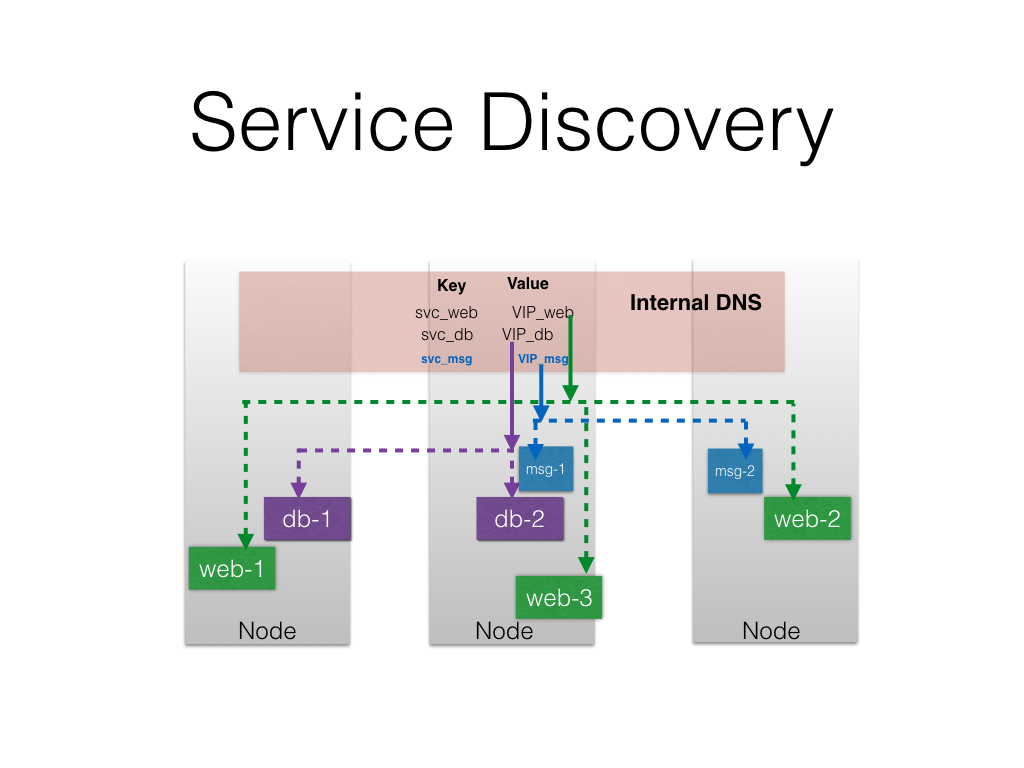 Service Discovery
Key Value
Internal DNS
svc_web VIP_web
svc_db VIP_db
svc_msg VIP_msg
msg-1
msg-2
db-1
db-2
web-2
web-1
web-3
Node
Node
Node